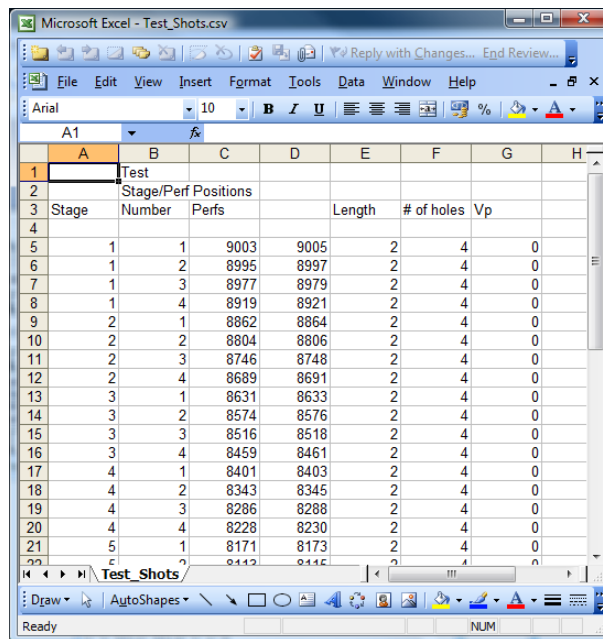 Microsoft Excel - Test_Shots.csv
Reply with Changes... End Review...
File Edit View Insert Format Tools Data Window Help
Arial 10 B I U % A
A1 fx
A B C D E F G H
1 Test
2 Stage/Perf Positions
3 Stage Number Perfs Length # of holes Vp
4
5 1 1 9003 9005 2 4 0
6 1 2 8995 8997 2 4 0
7 1 3 8977 8979 2 4 0
8 1 4 8919 8921 2 4 0
9 2 1 8862 8864 2 4 0
10 2 2 8804 8806 2 4 0
11 2 3 8746 8748 2 4 0
12 2 4 8689 8691 2 4 0
13 3 1 8631 8633 2 4 0
14 3 2 8574 8576 2 4 0
15 3 3 8516 8518 2 4 0
16 3 4 8459 8461 2 4 0
17 4 1 8401 8403 2 4 0
18 4 2 8343 8345 2 4 0
19 4 3 8286 8288 2 4 0
20 4 4 8228 8230 2 4 0
21 5 1 8171 8173 2 4 0
22 5 2 8113 8115 2 4 0
Test_Shots
Draw AutoShapes A A
Ready NUM